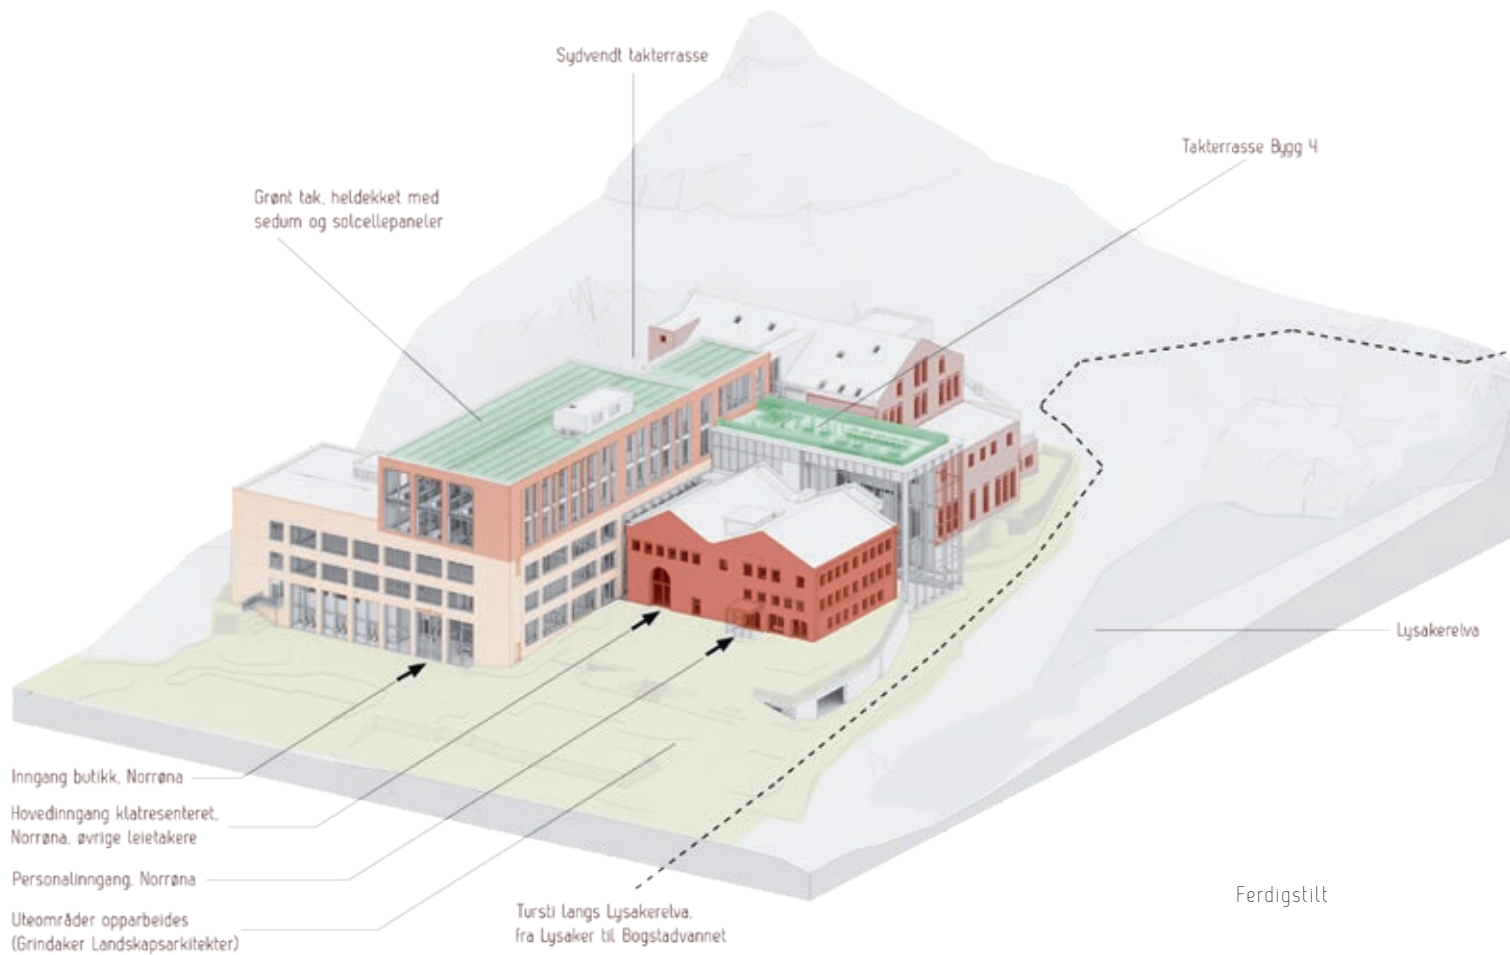 Sydvendt takterrasse
Takterrasse Bygg 4
Grønt tak, heldekket med
sedum og solcellepaneler
Lysakerelva
Inngang butikk, Norrøna
Hovedinngang klatresenteret,
Norrøna, øvrige leietakere
Personalinngang, Norrøna
Uteområder opparbeides
(Grindaker Landskapsarkitekter)
Tursti langs Lysakerelva,
fra Lysaker til Bogstadvannet
Ferdigstilt